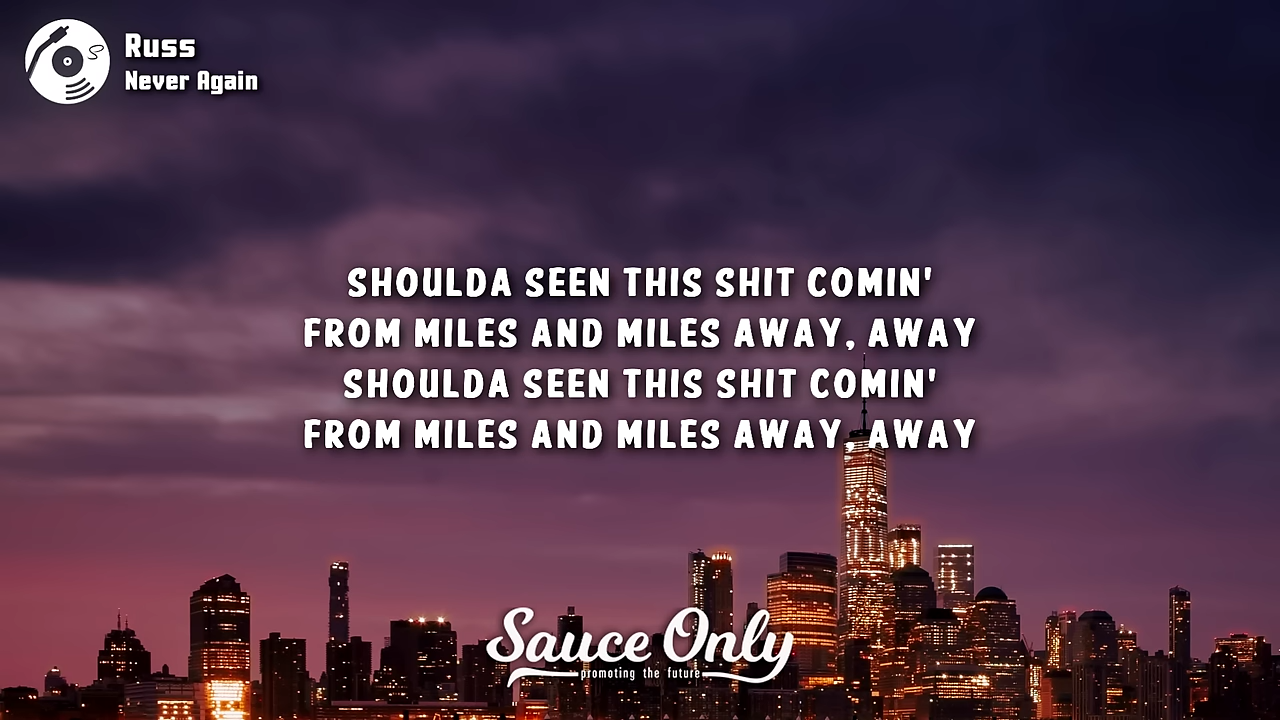 Russ
Never Again
SHOULDA SEEN THIS SHIT COMIN'
FROM MILES AND MILES AWAY, AWAY
SHOULDA SEEN THIS SHIT COMIN'
FROM MILES AND MILES AWAY, AWAY
Sauce Only
promoting the future